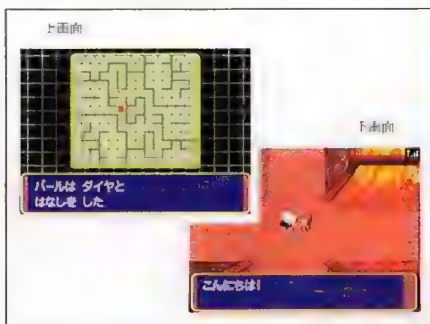 上画面
パールは ダイヤと
はなしを した
下画面
こんにちは!